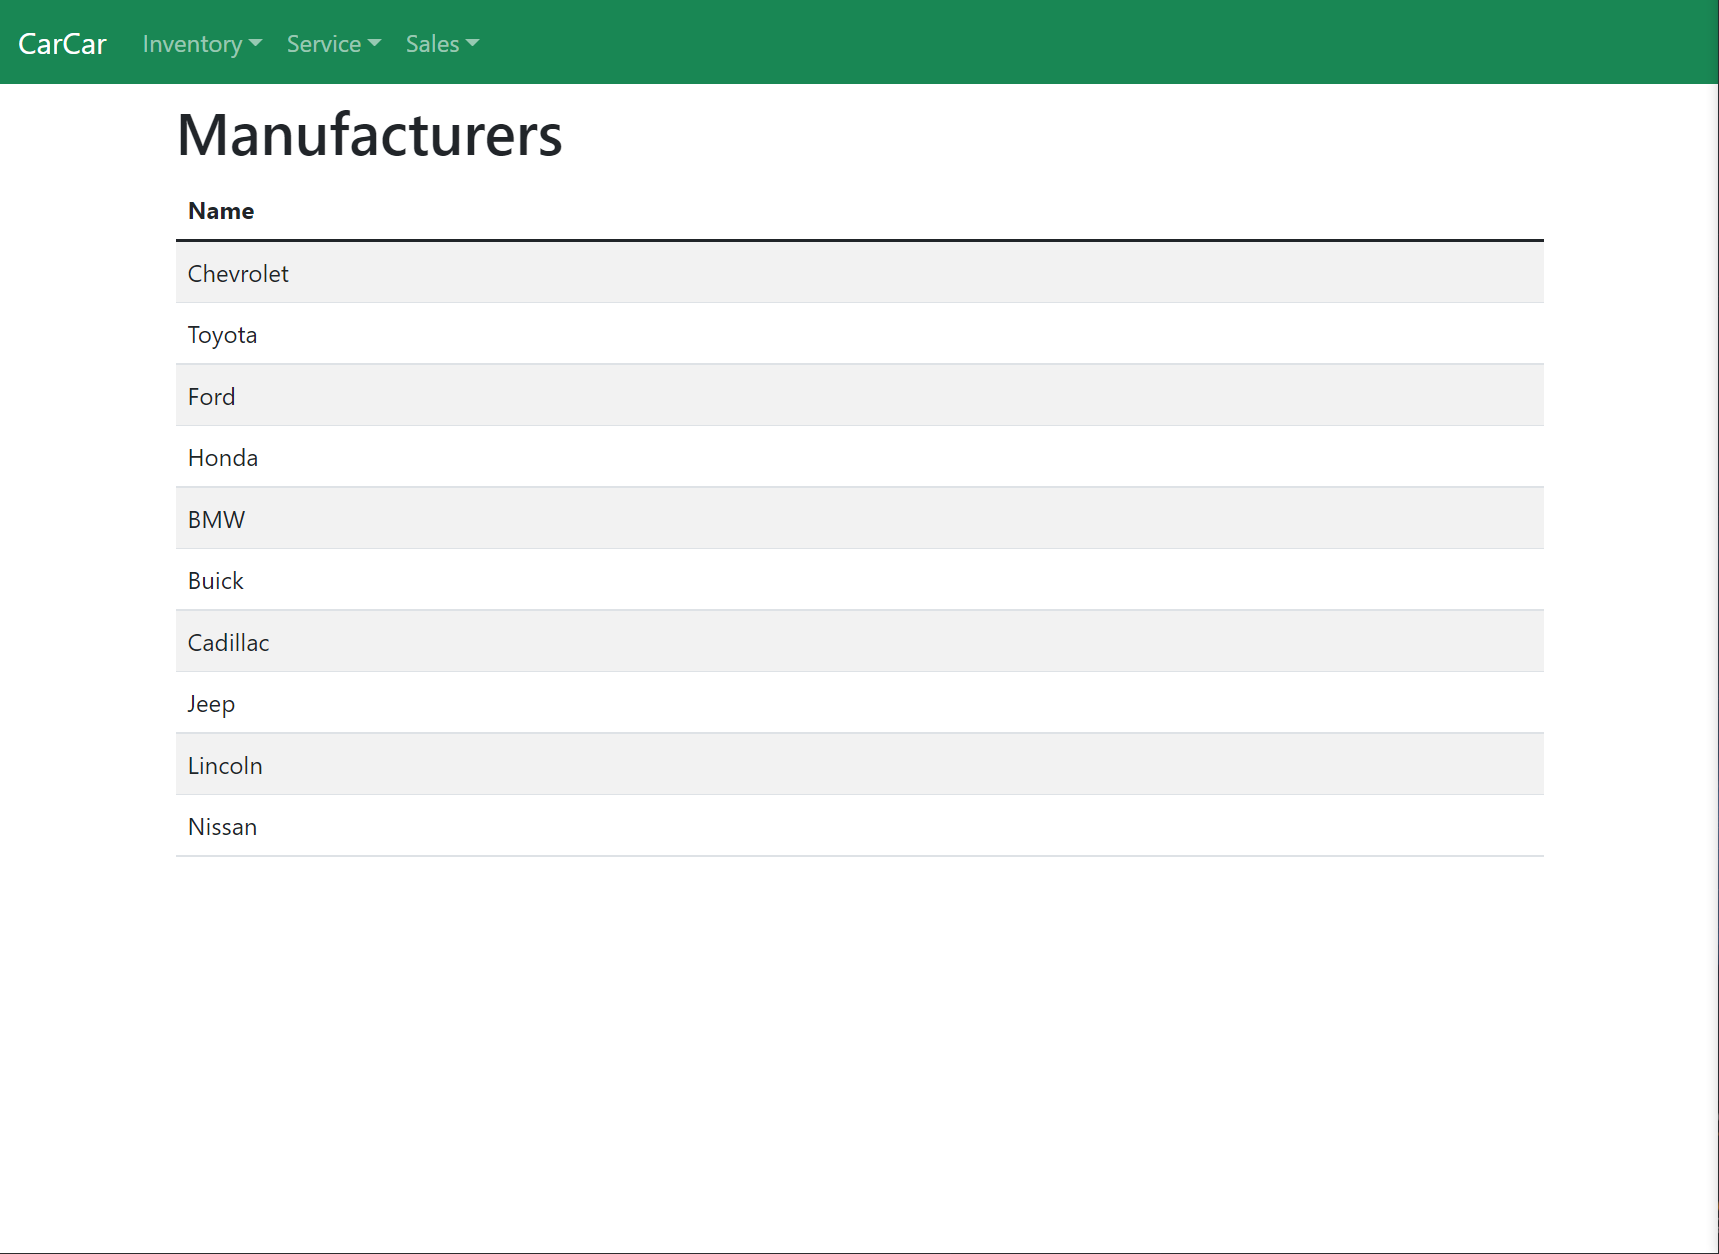 CarCar Inventory Service Sales
Manufacturers
Name
Chevrolet
Toyota
Ford
Honda
BMW
Buick
Cadillac
Jeep
Lincoln
Nissan